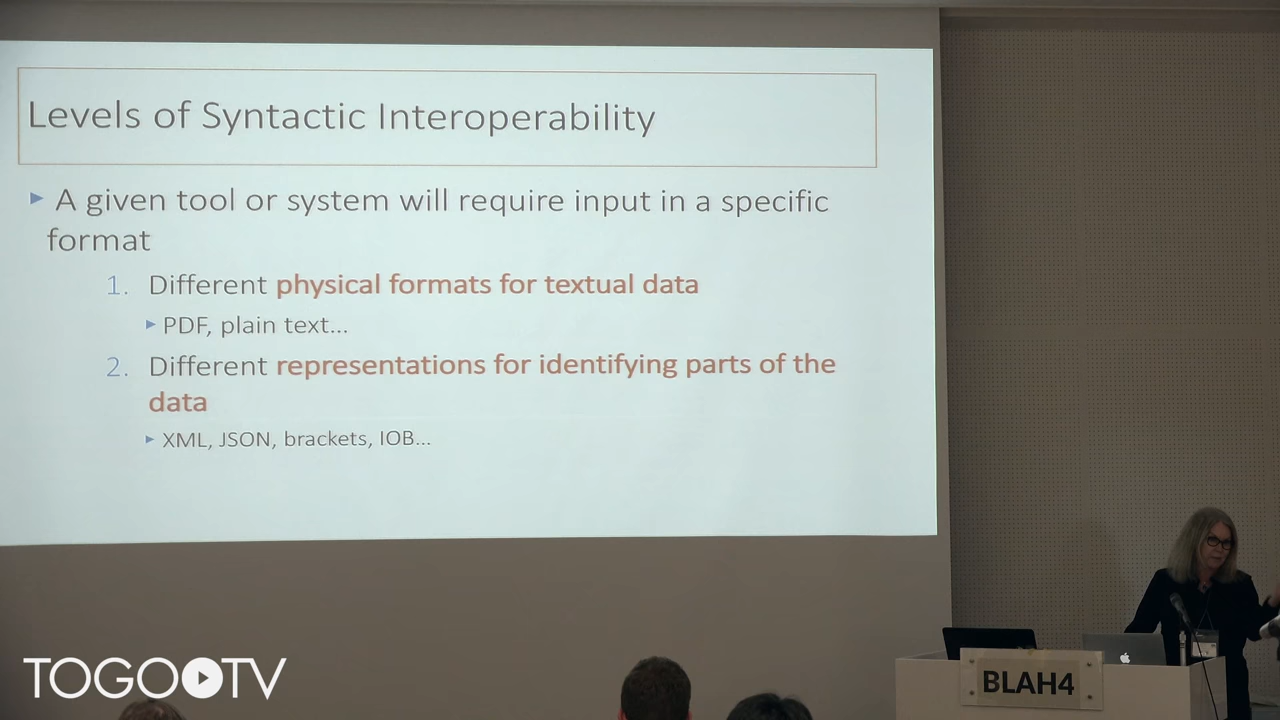 Levels of Syntactic Interoperability
▶ A given tool or system will require input in a specific
format
1. Different physical formats for textual data
▶ PDF, plain text...
2. Different representations for identifying parts of the
data
▶ XML, JSON, brackets, IOB...
BLAH4
TOGOTV